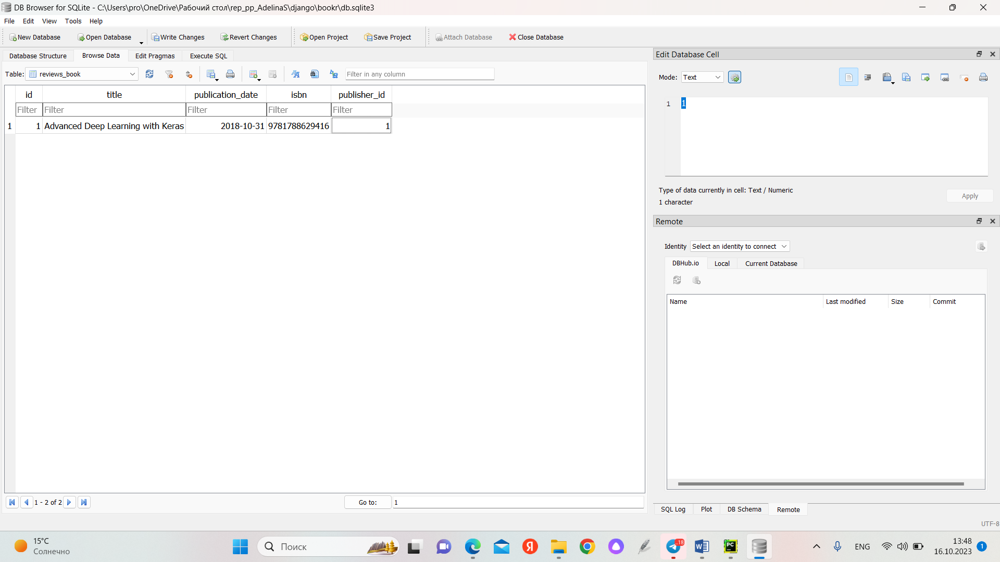 DB Browser for SQLite - C:\Users\pro\OneDrive\Рабочий стол\rep_pp_AdelinaS\django\bookr\db.sqlite3
File Edit View Tools Help
New Database Open Database Write Changes Revert Changes Open Project Save Project Attach Database Close Database
Database Structure Browse Data Edit Pragmas Execute SQL
Table: reviews_book Filter in any column
id title publication_date isbn publisher_id
Filter Filter Filter Filter Filter
1 1 Advanced Deep Learning with Keras 2018-10-31 9781788629416 1
1 - 2 of 2 Go to: 1
Edit Database Cell
Mode: Text
1 1
Type of data currently in cell: Text / Numeric
1 character
Apply
Remote
Identity Select an identity to connect
DBHub.io Local Current Database
Name Last modified Size Commit
SQL Log Plot DB Schema Remote
UTF-8
15°C
Солнечно
Поиск
Я
..18
W
PC
ENG
13:48
16.10.2023
1